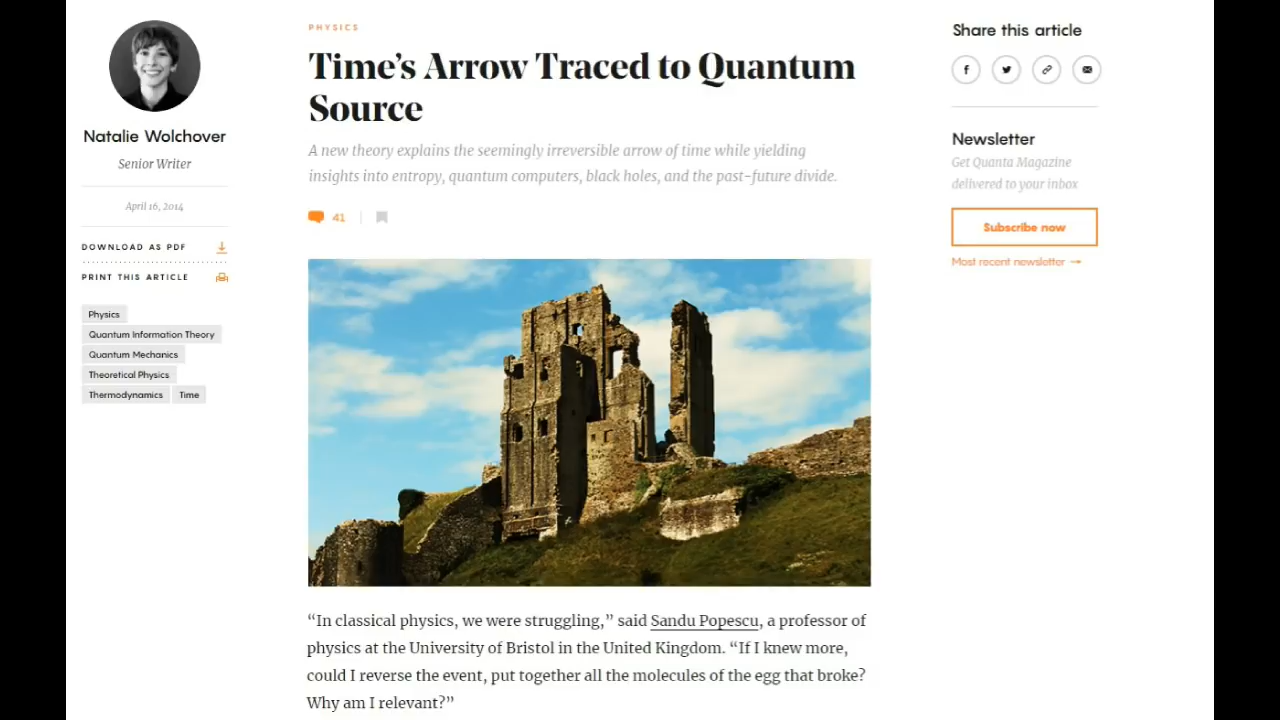 Natalie Wolchover
Senior Writer
April 16, 2014
DOWNLOAD AS PDF
PRINT THIS ARTICLE
Physics
Quantum Information Theory
Quantum Mechanics
Theoretical Physics
Thermodynamics
Time
PHYSICS
Time’s Arrow Traced to Quantum
Source
A new theory explains the seemingly irreversible arrow of time while yielding
insights into entropy, quantum computers, black holes, and the past-future divide.
41
“In classical physics, we were struggling,” said Sandu Popescu, a professor of
physics at the University of Bristol in the United Kingdom. “If I knew more,
could I reverse the event, put together all the molecules of the egg that broke?
Why am I relevant?”
Share this article
Newsletter
Get Quanta Magazine
delivered to your inbox
Subscribe now
Most recent newsletter →